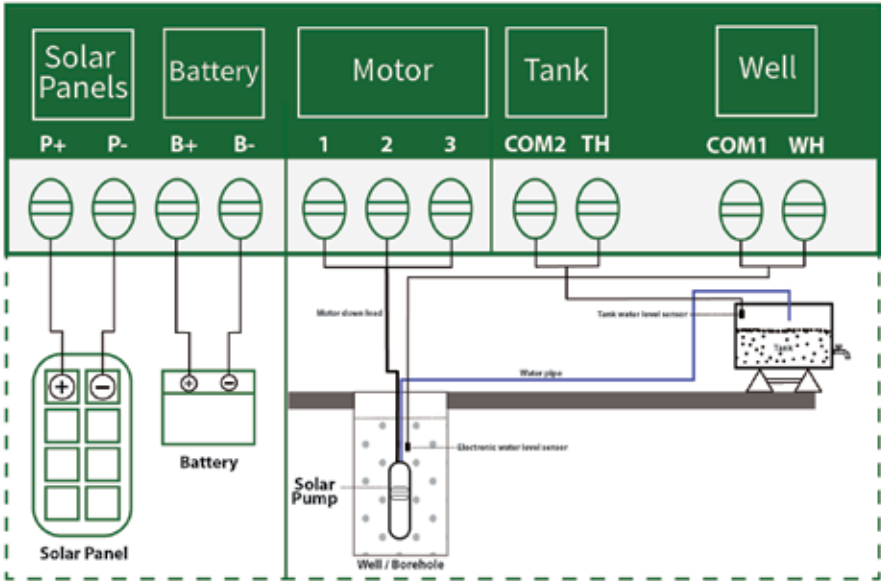 Solar
Panels
Battery
Motor
Tank
Well
P+ P- B+ B- 1 2 3 COM2 TH COM1 WH
Motor down lead
Tank water level sensor
Tank
Water pipe
Electronic water level sensor
Battery
Solar
Pump
Solar Panel
Well / Borehole